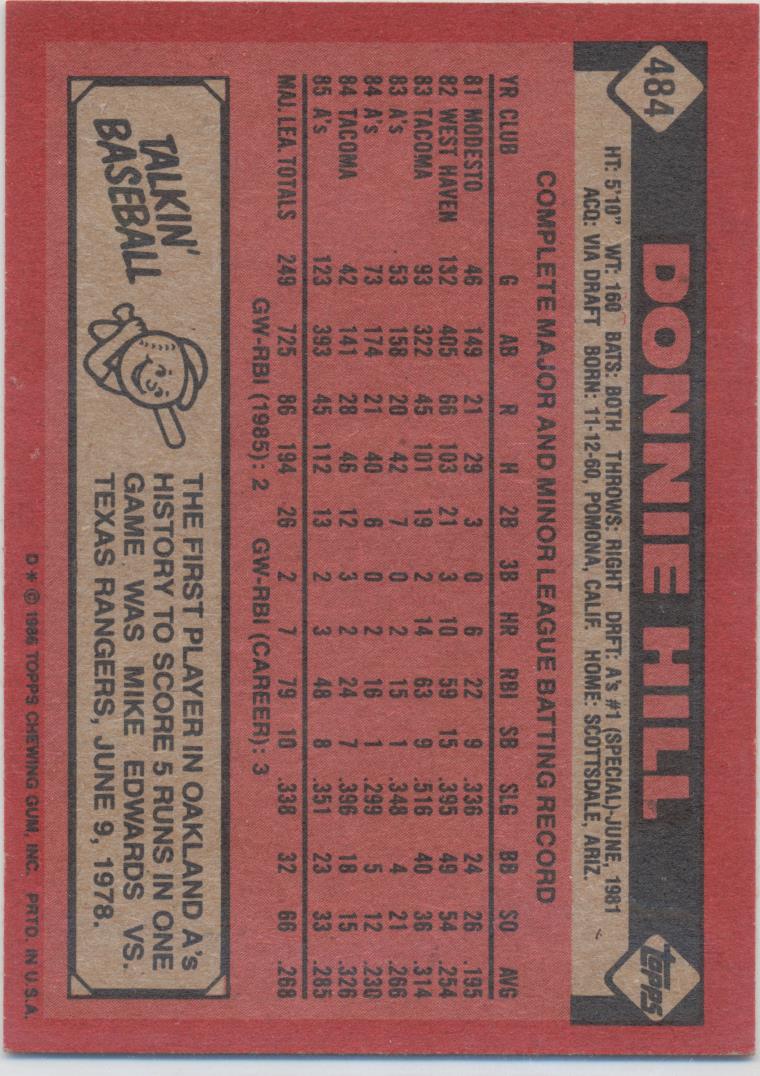 484
DONNIE HILL
topps
HT: 5'10" WT: 160 BATS: BOTH THROWS: RIGHT DRFT: A's #1 (SPECIAL)-JUNE, 1981
ACQ: VIA DRAFT BORN: 11-12-60, POMONA, CALIF. HOME: SCOTTSDALE, ARIZ.
COMPLETE MAJOR AND MINOR LEAGUE BATTING RECORD
YR CLUB G AB R H 2B 3B HR RBI SB SLG BB SO AVG
81 MODESTO 46 149 21 29 3 0 6 22 9 .336 24 26 .195
82 WEST HAVEN 132 405 66 103 21 3 10 59 15 .395 49 54 .254
83 TACOMA 93 322 45 101 19 2 14 63 9 .516 40 36 .314
83 A's 53 158 20 42 7 0 2 15 1 .348 4 21 .266
84 A's 73 174 21 40 6 0 2 16 1 .299 5 12 .230
84 TACOMA 42 141 28 46 12 3 2 24 7 .396 18 15 .326
85 A's 123 393 45 112 13 2 3 48 8 .351 23 33 .285
MAJ. LEA. TOTALS 249 725 86 194 26 2 7 79 10 .338 32 66 .268
GW-RBI (1985): 2 GW-RBI (CAREER): 3
TALKIN'
BASEBALL
THE FIRST PLAYER IN OAKLAND A's
HISTORY TO SCORE 5 RUNS IN ONE
GAME WAS MIKE EDWARDS VS.
TEXAS RANGERS, JUNE 9, 1978.
D* © 1986 TOPPS CHEWING GUM, INC. PRTD. IN U.S.A.